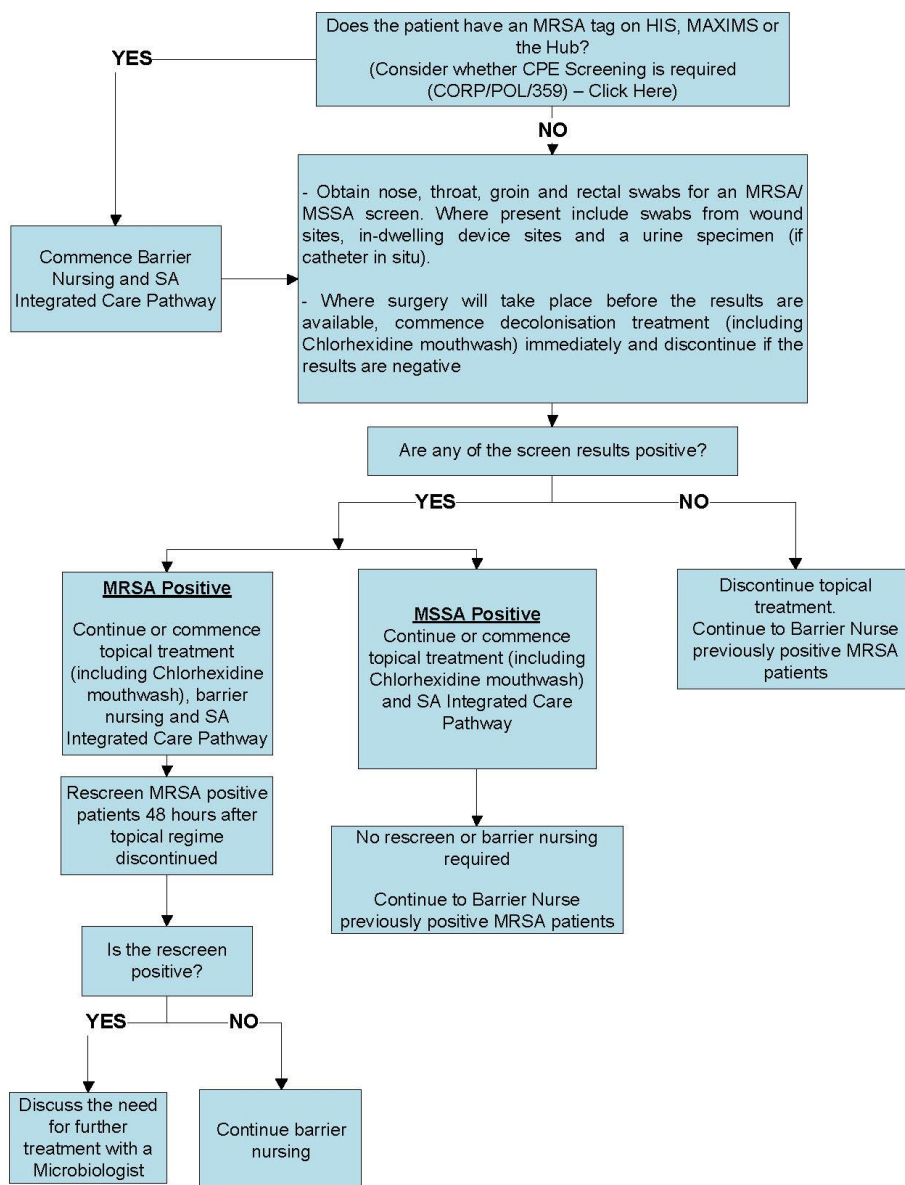 Does the patient have an MRSA tag on HIS, MAXIMS or
the Hub?
(Consider whether CPE Screening is required
(CORP/POL/359) – Click Here)
YES
NO
- Obtain nose, throat, groin and rectal swabs for an MRSA/
MSSA screen. Where present include swabs from wound
sites, in-dwelling device sites and a urine specimen (if
catheter in situ).
- Where surgery will take place before the results are
available, commence decolonisation treatment (including
Chlorhexidine mouthwash) immediately and discontinue if the
results are negative
Commence Barrier
Nursing and SA
Integrated Care Pathway
Are any of the screen results positive?
YES
NO
MRSA Positive
Continue or commence
topical treatment
(including Chlorhexidine
mouthwash), barrier
nursing and SA
Integrated Care Pathway
MSSA Positive
Continue or commence
topical treatment (including
Chlorhexidine mouthwash)
and SA Integrated Care
Pathway
Discontinue topical
treatment.
Continue to Barrier Nurse
previously positive MRSA
patients
Rescreen MRSA positive
patients 48 hours after
topical regime
discontinued
No rescreen or barrier nursing
required
Continue to Barrier Nurse
previously positive MRSA patients
Is the rescreen
positive?
YES
NO
Discuss the need
for further
treatment with a
Microbiologist
Continue barrier
nursing